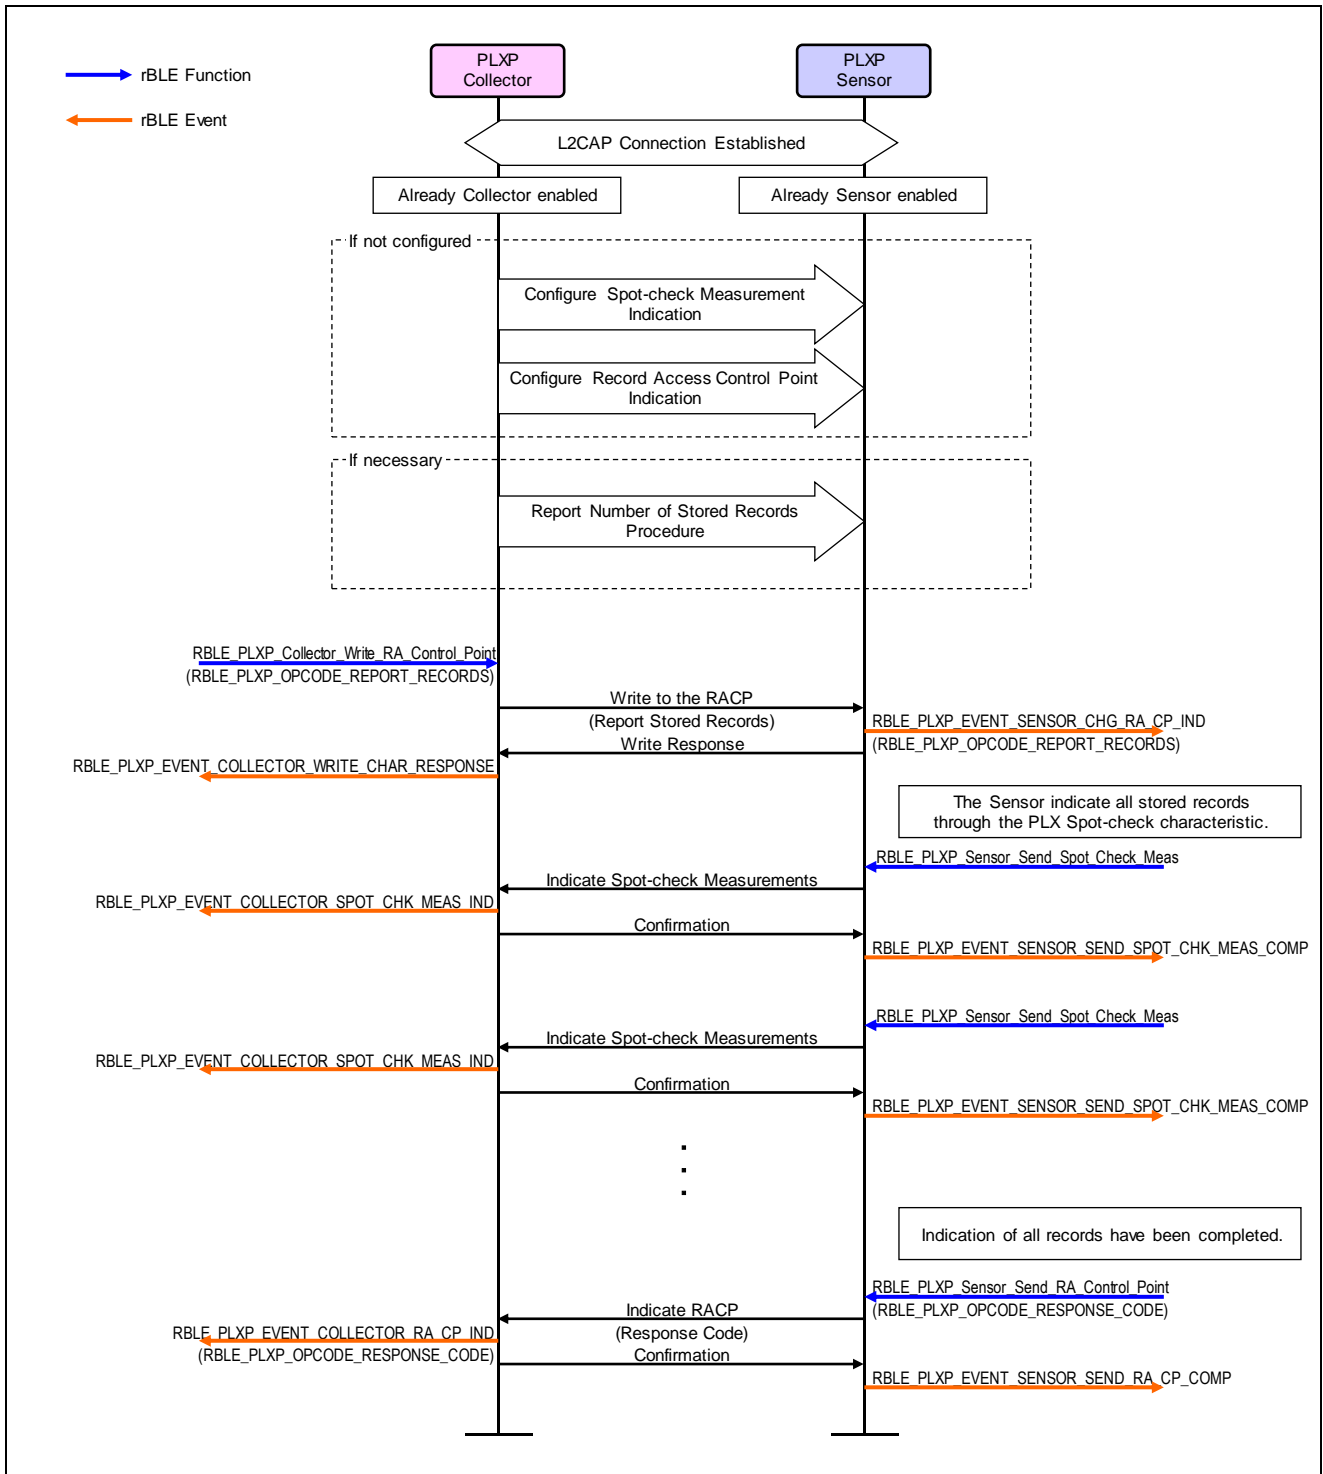 PLXP
Collector
PLXP
Sensor
rBLE Function
rBLE Event
L2CAP Connection Established
Already Collector enabled
Already Sensor enabled
If not configured
Configure Spot-check Measurement
Indication
Configure Record Access Control Point
Indication
If necessary
Report Number of Stored Records
Procedure
RBLE_PLXP_Collector_Write_RA_Control_Point
(RBLE_PLXP_OPCODE_REPORT_RECORDS)
Write to the RACP
(Report Stored Records)
RBLE_PLXP_EVENT_SENSOR_CHG_RA_CP_IND
(RBLE_PLXP_OPCODE_REPORT_RECORDS)
Write Response
RBLE_PLXP_EVENT_COLLECTOR_WRITE_CHAR_RESPONSE
The Sensor indicate all stored records
through the PLX Spot-check characteristic.
RBLE_PLXP_Sensor_Send_Spot_Check_Meas
Indicate Spot-check Measurements
RBLE_PLXP_EVENT_COLLECTOR_SPOT_CHK_MEAS_IND
Confirmation
RBLE_PLXP_EVENT_SENSOR_SEND_SPOT_CHK_MEAS_COMP
RBLE_PLXP_Sensor_Send_Spot_Check_Meas
Indicate Spot-check Measurements
RBLE_PLXP_EVENT_COLLECTOR_SPOT_CHK_MEAS_IND
Confirmation
RBLE_PLXP_EVENT_SENSOR_SEND_SPOT_CHK_MEAS_COMP
Indication of all records have been completed.
RBLE_PLXP_Sensor_Send_RA_Control_Point
(RBLE_PLXP_OPCODE_RESPONSE_CODE)
Indicate RACP
(Response Code)
RBLE_PLXP_EVENT_COLLECTOR_RA_CP_IND
(RBLE_PLXP_OPCODE_RESPONSE_CODE)
Confirmation
RBLE_PLXP_EVENT_SENSOR_SEND_RA_CP_COMP